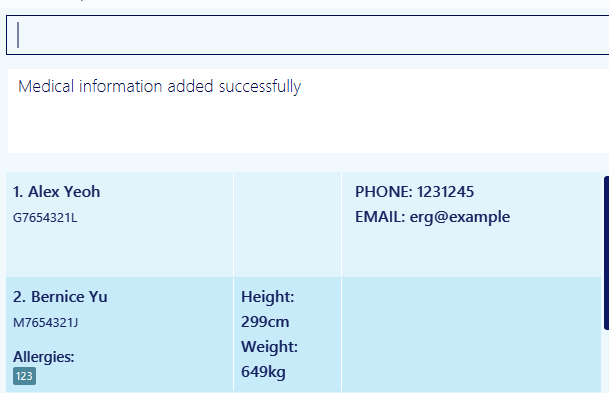 Medical information added successfully
1. Alex Yeoh
G7654321L
PHONE: 1231245
EMAIL: erg@example
2. Bernice Yu
M7654321J
Allergies:
123
Height:
299cm
Weight:
649kg